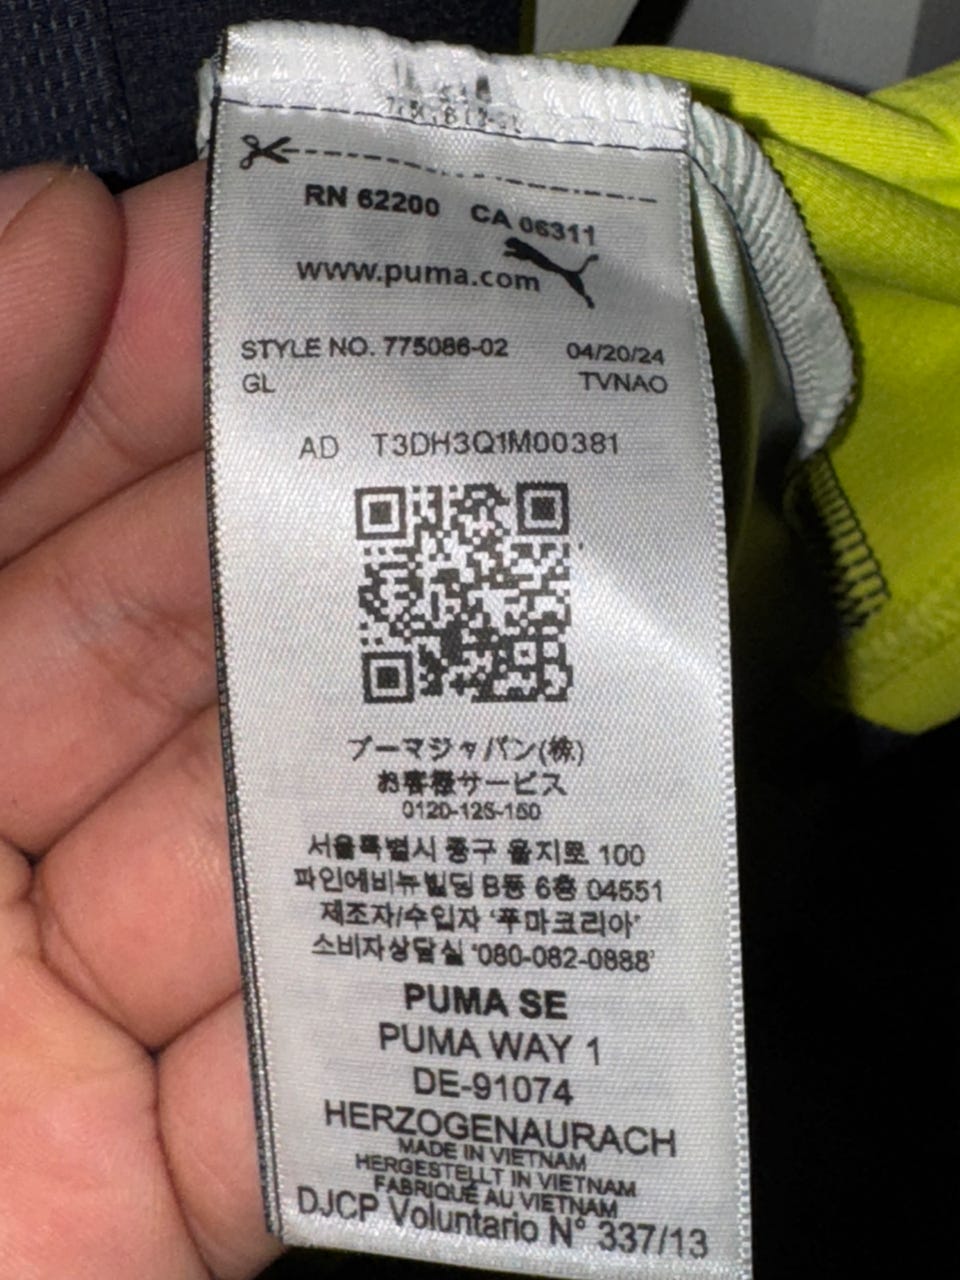 RN 62200 CA 06311
www.puma.com
STYLE NO. 775086-02 04/20/24
GL TVNAO
AD T3DH3Q1M00381
プーマジャパン(株)
お客様サービス
0120-125-150
서울특별시 중구 을지로 100
파인에비뉴빌딩 B동 6층 04551
제조자/수입자 '푸마코리아'
소비자상담실 '080-082-0888'
PUMA SE
PUMA WAY 1
DE-91074
HERZOGENAURACH
MADE IN VIETNAM
HERGESTELLT IN VIETNAM
FABRIQUÉ AU VIETNAM
DJCP Voluntario N° 337/13